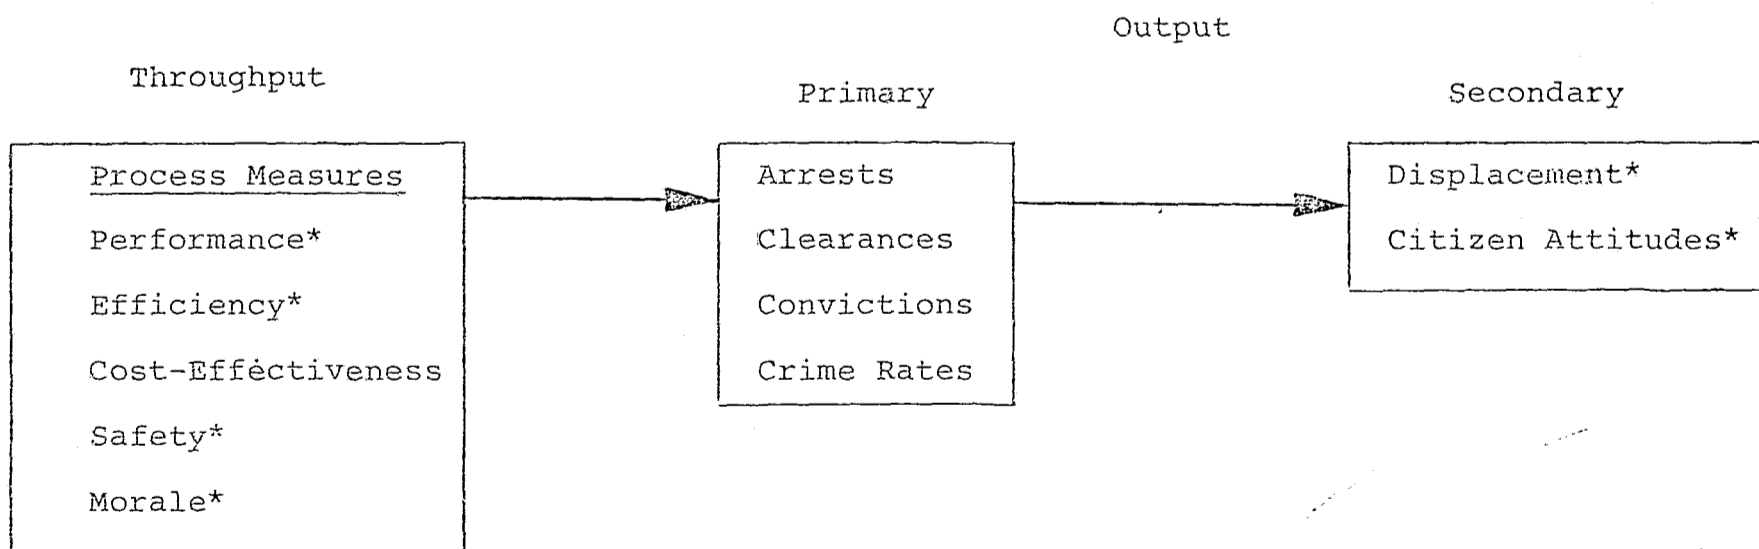 Output
Throughput
Primary
Secondary
Process Measures
Performance*
Efficiency*
Cost-Effectiveness
Safety*
Morale*
Arrests
Clearances
Convictions
Crime Rates
Displacement*
Citizen Attitudes*